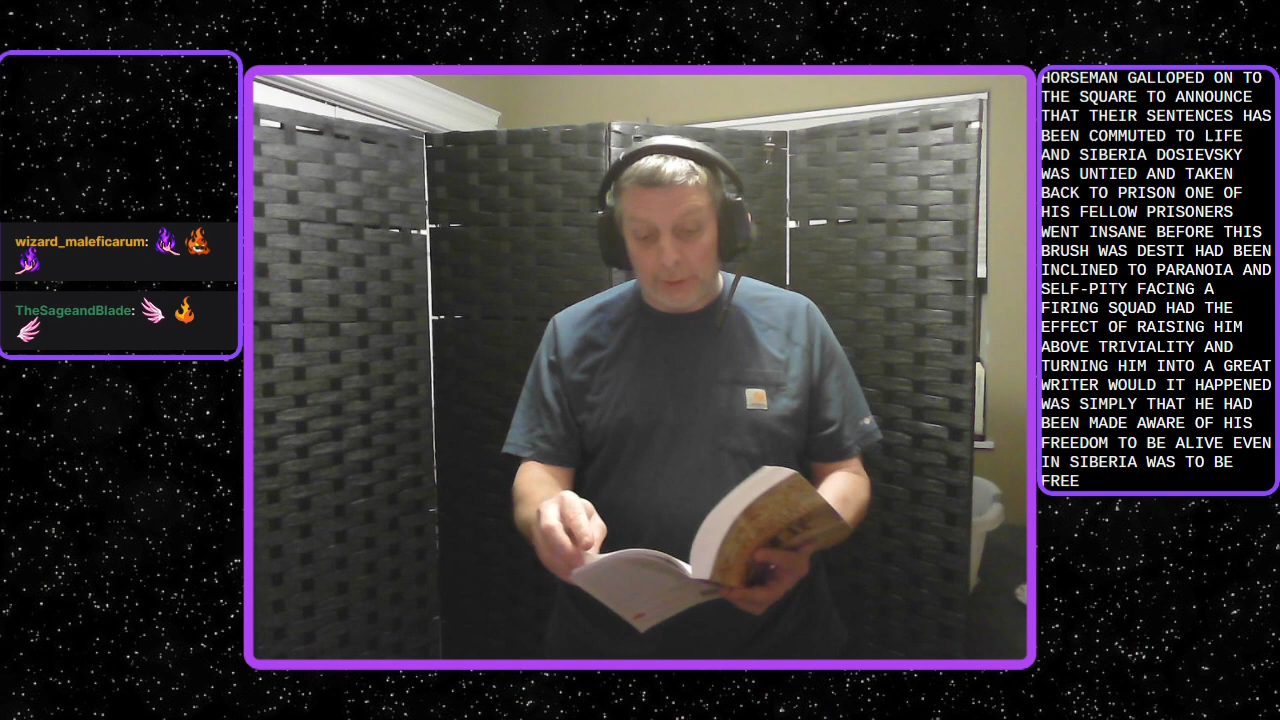 wizard_maleficarum:
TheSageandBlade:
HORSEMAN GALLOPED ON TO
THE SQUARE TO ANNOUNCE
THAT THEIR SENTENCES HAS
BEEN COMMUTED TO LIFE
AND SIBERIA DOSIEVSKY
WAS UNTIED AND TAKEN
BACK TO PRISON ONE OF
HIS FELLOW PRISONERS
WENT INSANE BEFORE THIS
BRUSH WAS DESTI HAD BEEN
INCLINED TO PARANOIA AND
SELF-PITY FACING A
FIRING SQUAD HAD THE
EFFECT OF RAISING HIM
ABOVE TRIVIALITY AND
TURNING HIM INTO A GREAT
WRITER WOULD IT HAPPENED
WAS SIMPLY THAT HE HAD
BEEN MADE AWARE OF HIS
FREEDOM TO BE ALIVE EVEN
IN SIBERIA WAS TO BE
FREE